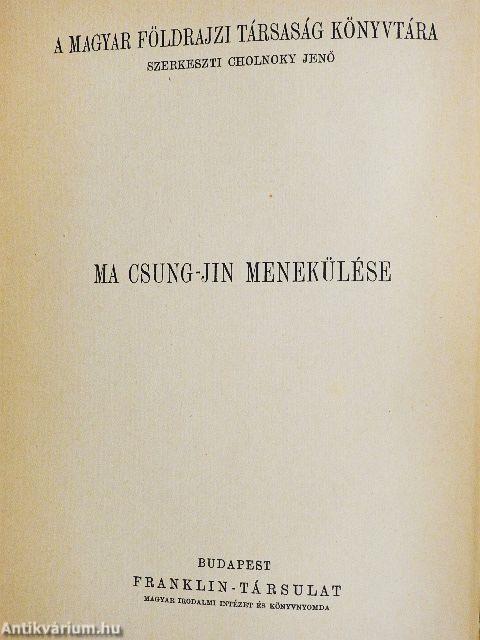 A MAGYAR FÖLDRAJZI TÁRSASÁG KÖNYVTÁRA
SZERKESZTI CHOLNOKY JENŐ
MA CSUNG-JIN MENEKÜLÉSE
BUDAPEST
FRANKLIN-TÁRSULAT
MAGYAR IRODALMI INTÉZET ÉS KÖNYVNYOMDA
Antikvárium.hu